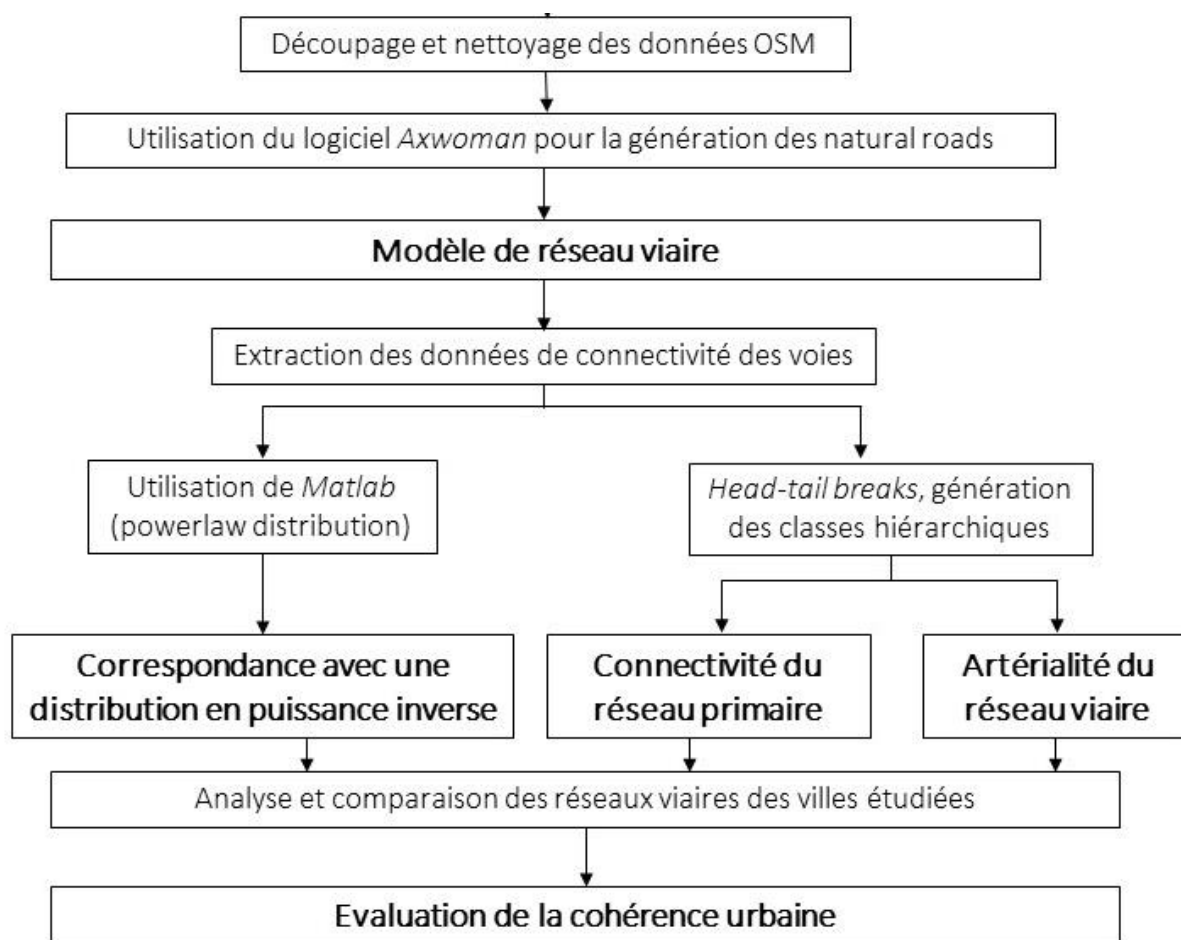 Découpage et nettoyage des données OSM
Utilisation du logiciel Axwoman pour la génération des natural roads
Modèle de réseau viaire
Extraction des données de connectivité des voies
Utilisation de Matlab
(powerlaw distribution)
Head-tail breaks, génération
des classes hiérarchiques
Correspondance avec une
distribution en puissance inverse
Connectivité du
réseau primaire
Artérialité du
réseau viaire
Analyse et comparaison des réseaux viaires des villes étudiées
Evaluation de la cohérence urbaine